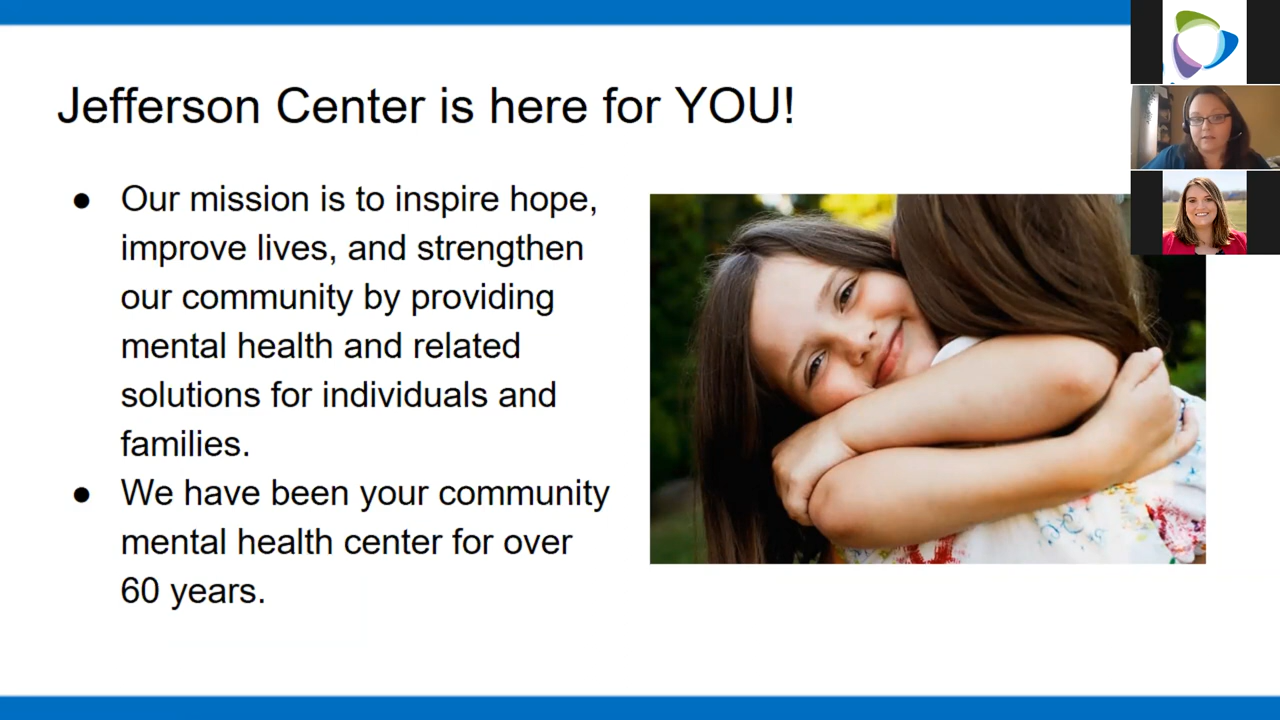 Jefferson Center is here for YOU!
● Our mission is to inspire hope,
improve lives, and strengthen
our community by providing
mental health and related
solutions for individuals and
families.
● We have been your community
mental health center for over
60 years.